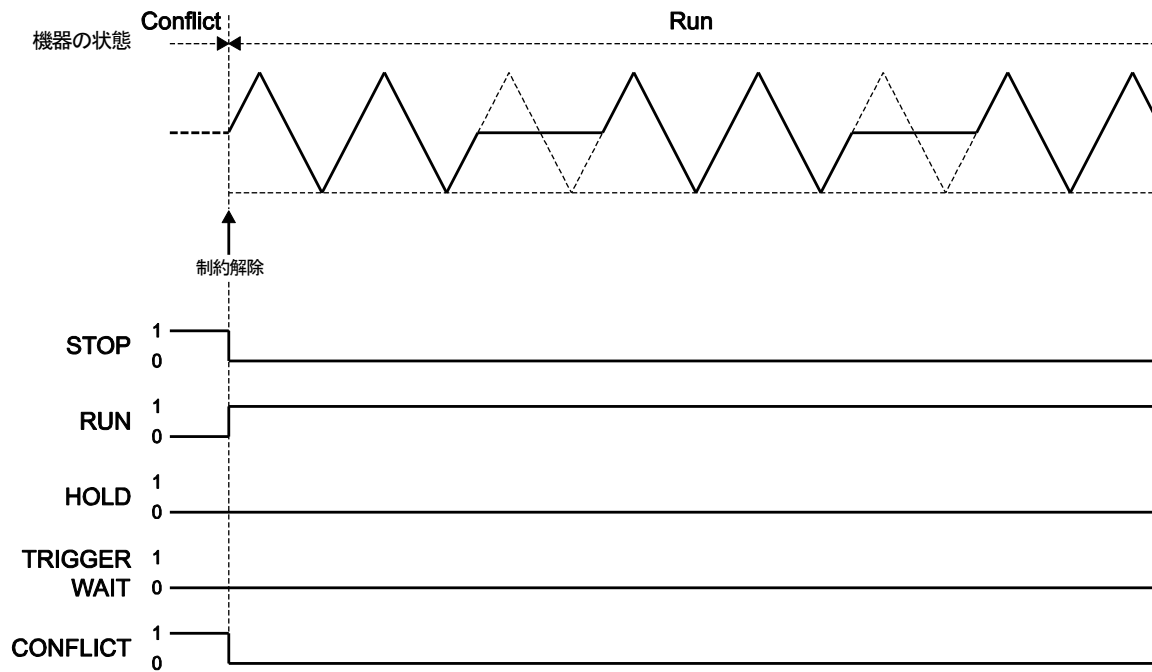 Conflict Run
機器の状態
制約解除
STOP 1
0
RUN 1
0
HOLD 1
0
TRIGGER 1
WAIT 0
CONFLICT 1
0